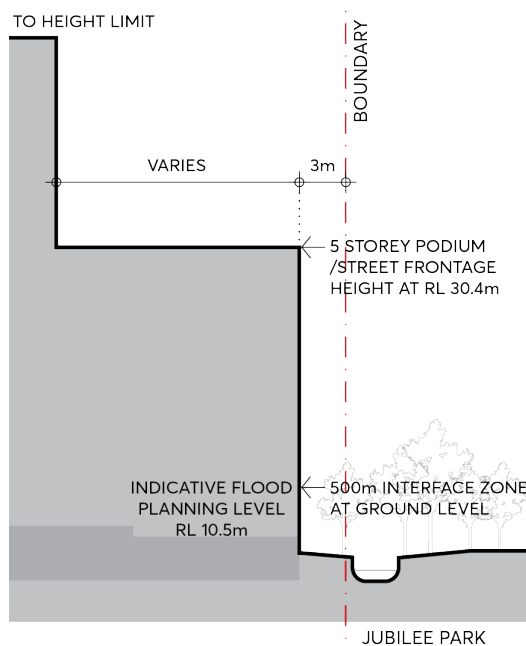 TO HEIGHT LIMIT
BOUNDARY
VARIES
3m
5 STOREY PODIUM
/STREET FRONTAGE
HEIGHT AT RL 30.4m
INDICATIVE FLOOD
PLANNING LEVEL
RL 10.5m
500m INTERFACE ZONE
AT GROUND LEVEL
JUBILEE PARK